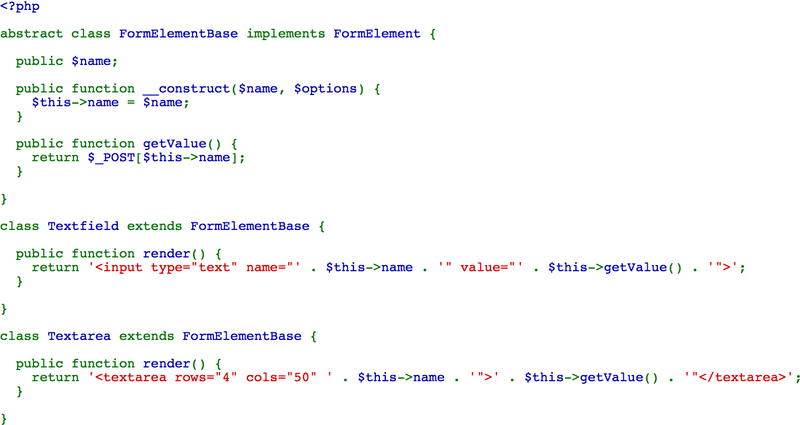 <?php
abstract class FormElementBase implements FormElement {
public $name;
public function __construct($name, $options) {
$this->name = $name;
}
public function getValue() {
return $_POST[$this->name];
}
}
class Textfield extends FormElementBase {
public function render() {
return '<input type="text" name="' . $this->name . '" value="' . $this->getValue() . '">';
}
}
class Textarea extends FormElementBase {
public function render() {
return '<textarea rows="4" cols="50" ' . $this->name . '">' . $this->getValue() . '"</textarea>';
}
}